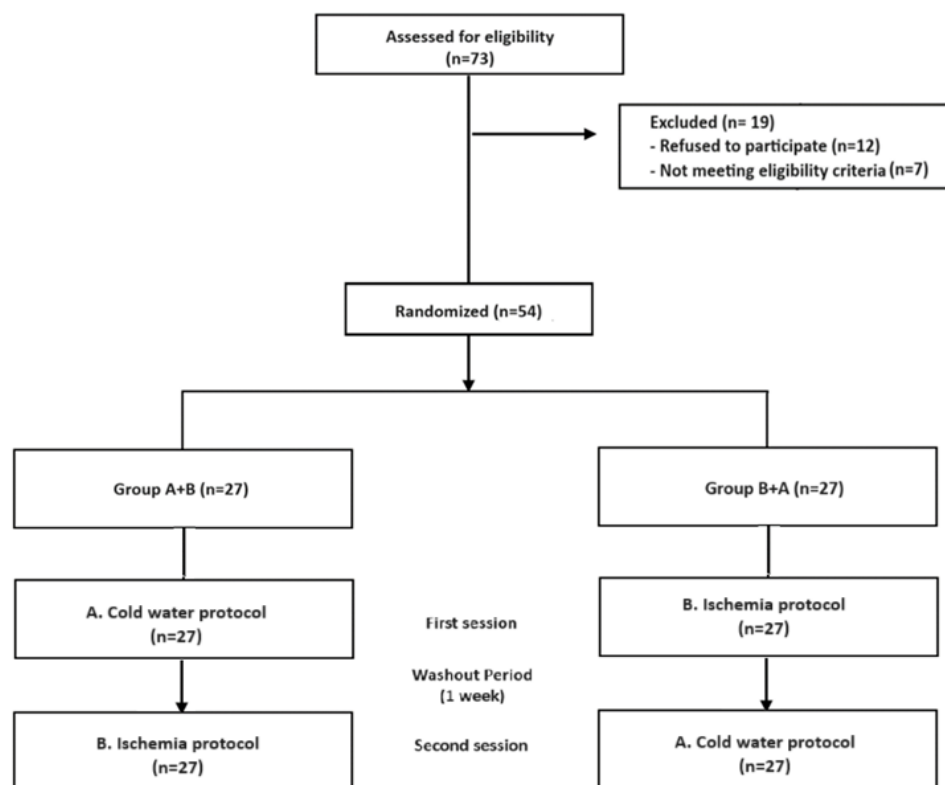 Assessed for eligibility
(n=73)
Excluded (n= 19)
- Refused to participate (n=12)
- Not meeting eligibility criteria (n=7)
Randomized (n=54)
Group A+B (n=27)
Group B+A (n=27)
A. Cold water protocol
(n=27)
First session
B. Ischemia protocol
(n=27)
Washout Period
(1 week)
B. Ischemia protocol
(n=27)
Second session
A. Cold water protocol
(n=27)